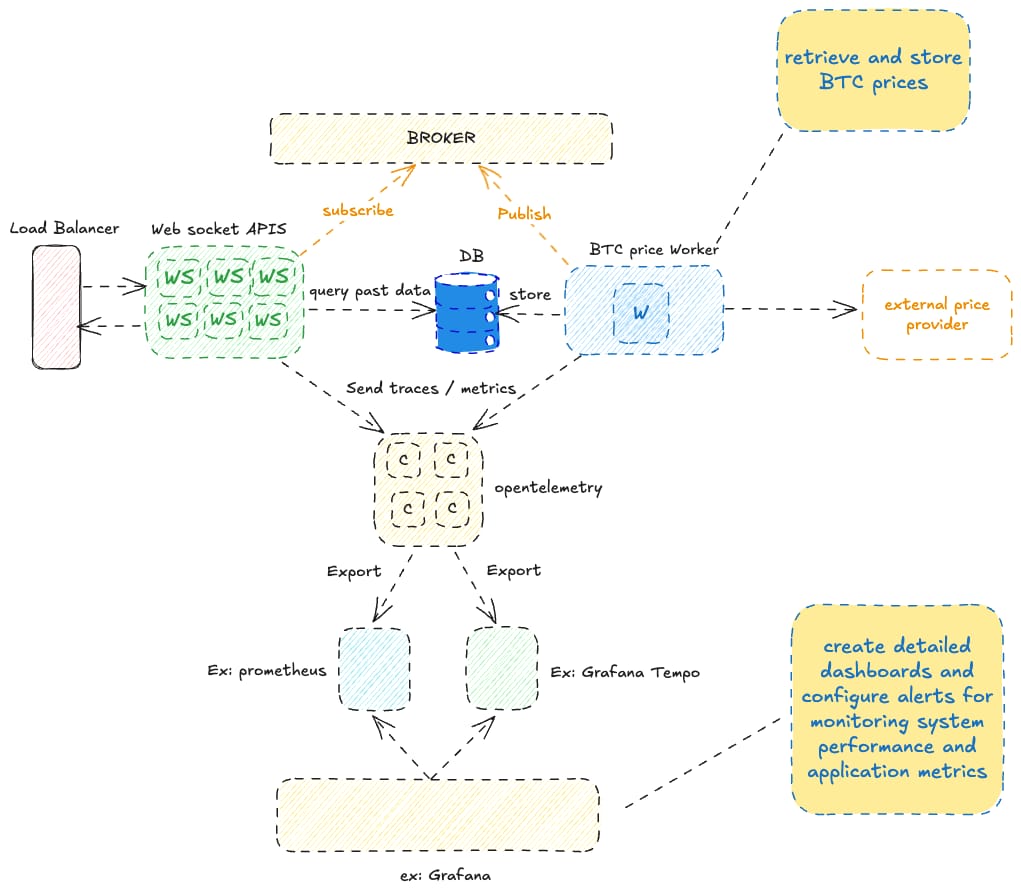 retrieve and store
BTC prices
BROKER
subscribe
Publish
Load Balancer
Web socket APIS
DB
BTC price Worker
WS WS WS
WS WS WS
query past data
store
W
external price
provider
Send traces / metrics
C C
C C
opentelemetry
Export
Export
Ex: prometheus
Ex: Grafana Tempo
create detailed
dashboards and
configure alerts for
monitoring system
performance and
application metrics
ex: Grafana